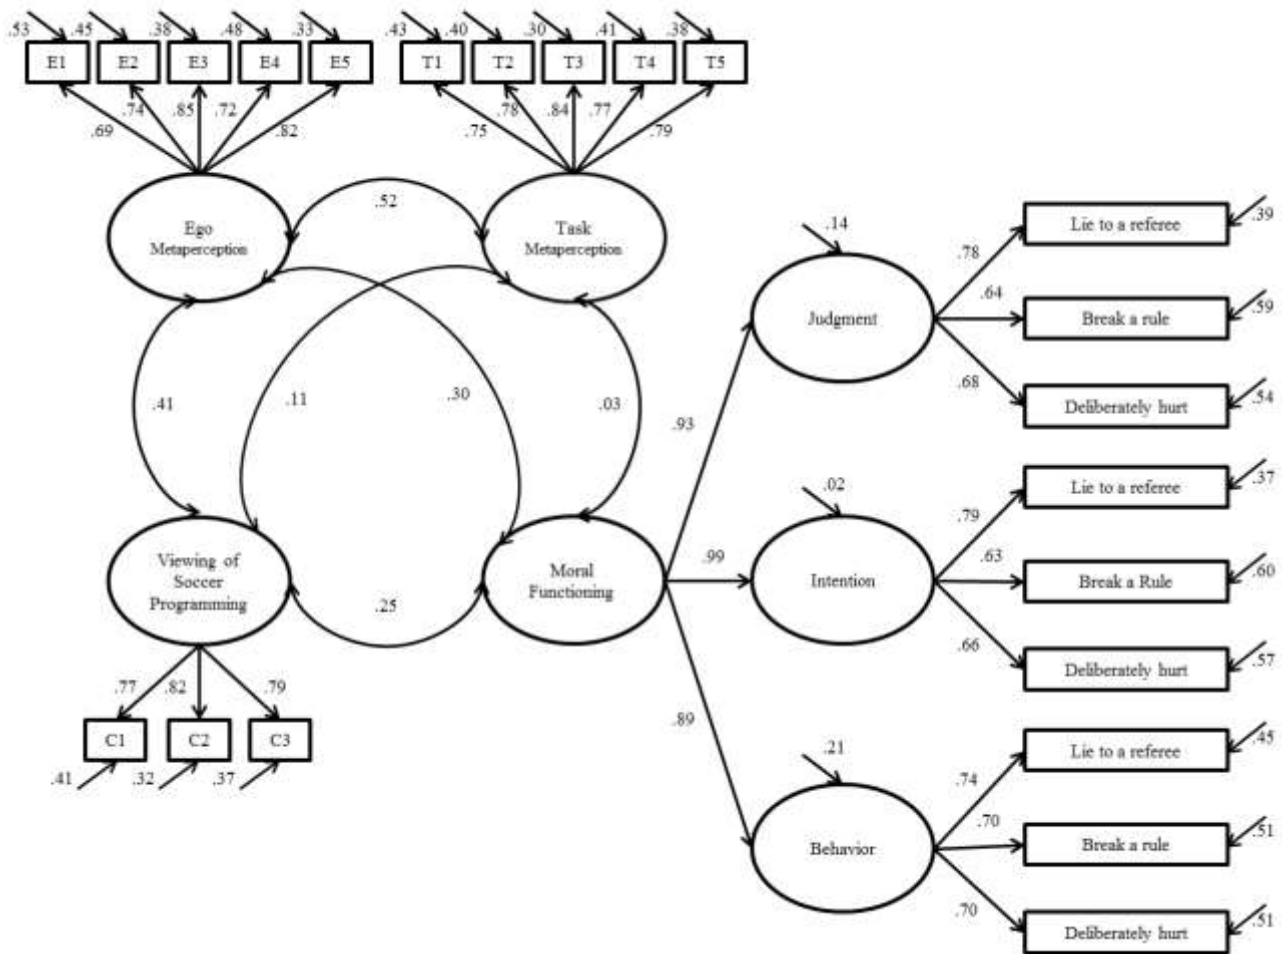 .53 .45 .38 .48 .33 .43 .40 .30 .41 .38
E1 E2 E3 E4 E5 T1 T2 T3 T4 T5
.69 .74 .85 .72 .82 .75 .78 .84 .77 .79
Ego
Metaperception
.52
Task
Metaperception
.14
Judgment
.78
.64
.68
Lie to a referee
.39
Break a rule
.59
Deliberately hurt
.54
.41
.11
.30
.03
.93
.99
.89
Viewing of
Soccer
Programming
.25
Moral
Functioning
.02
Intention
.79
.63
.66
Lie to a referee
.37
Break a Rule
.60
Deliberately hurt
.57
.77 .82 .79
C1 C2 C3
.41 .32 .37
.21
Behavior
.74
.70
.70
Lie to a referee
.45
Break a rule
.51
Deliberately hurt
.51